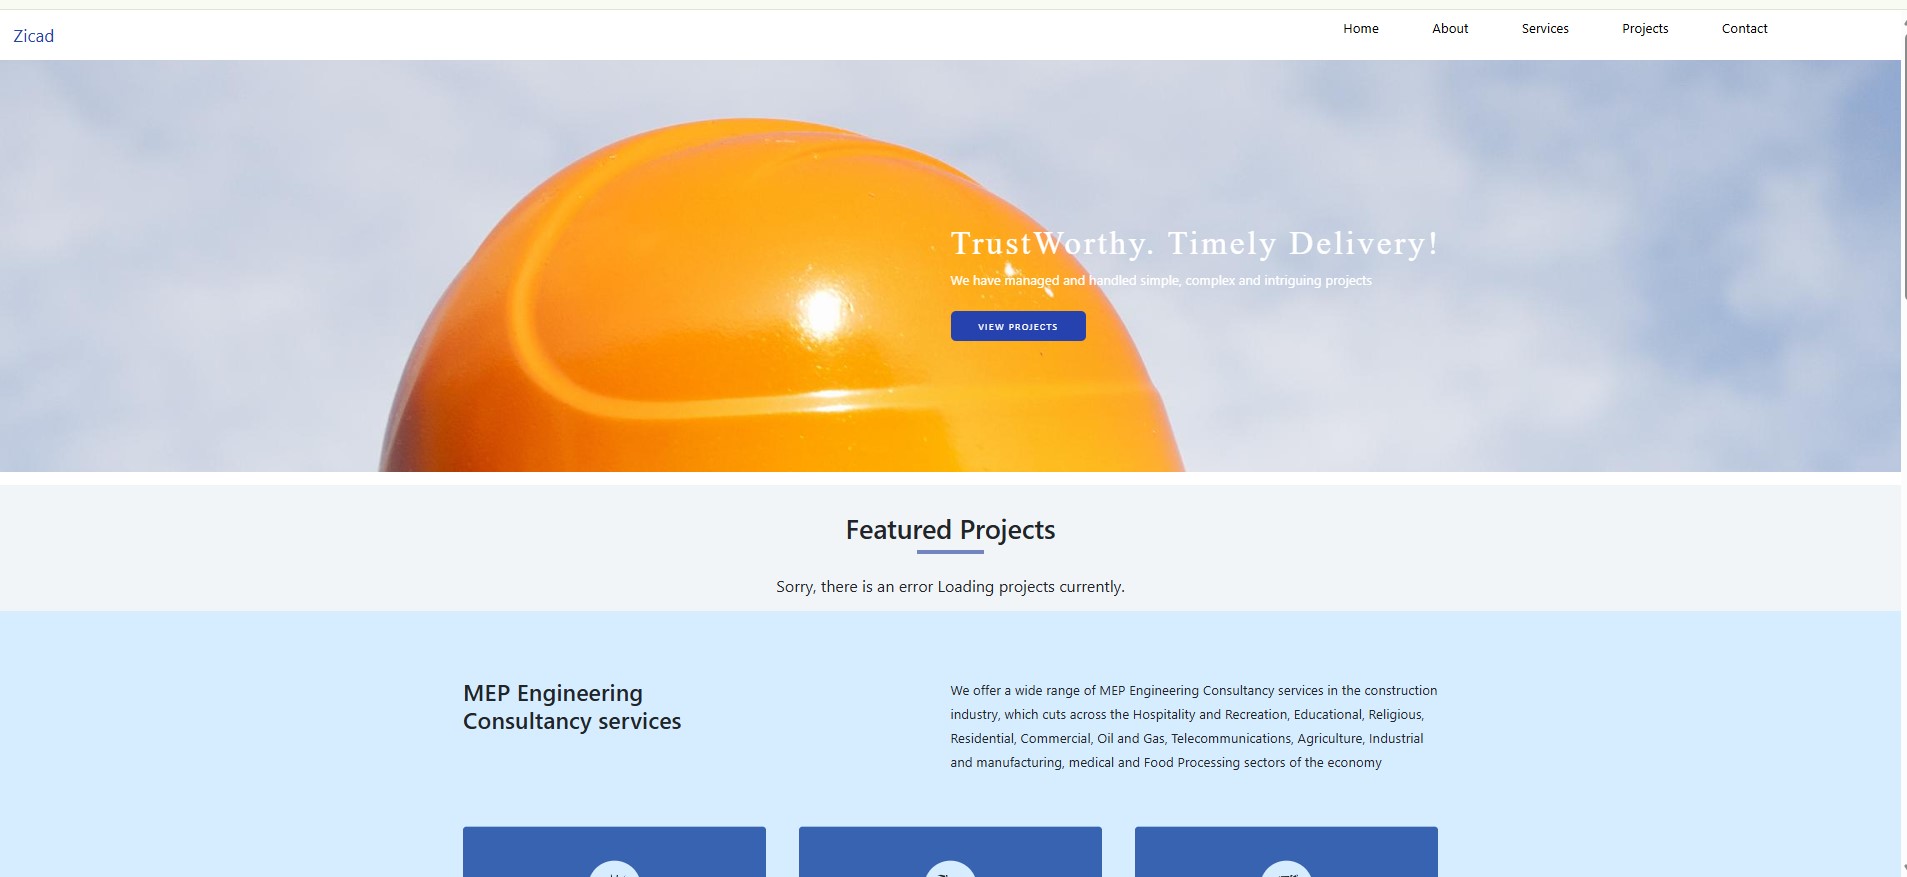 Zicad
Home
About
Services
Projects
Contact
TrustWorthy. Timely Delivery!
We have managed and handled simple, complex and intriguing projects
VIEW PROJECTS
Featured Projects
Sorry, there is an error Loading projects currently.
MEP Engineering
Consultancy services
We offer a wide range of MEP Engineering Consultancy services in the construction
industry, which cuts across the Hospitality and Recreation, Educational, Religious,
Residential, Commercial, Oil and Gas, Telecommunications, Agriculture, Industrial
and manufacturing, medical and Food Processing sectors of the economy